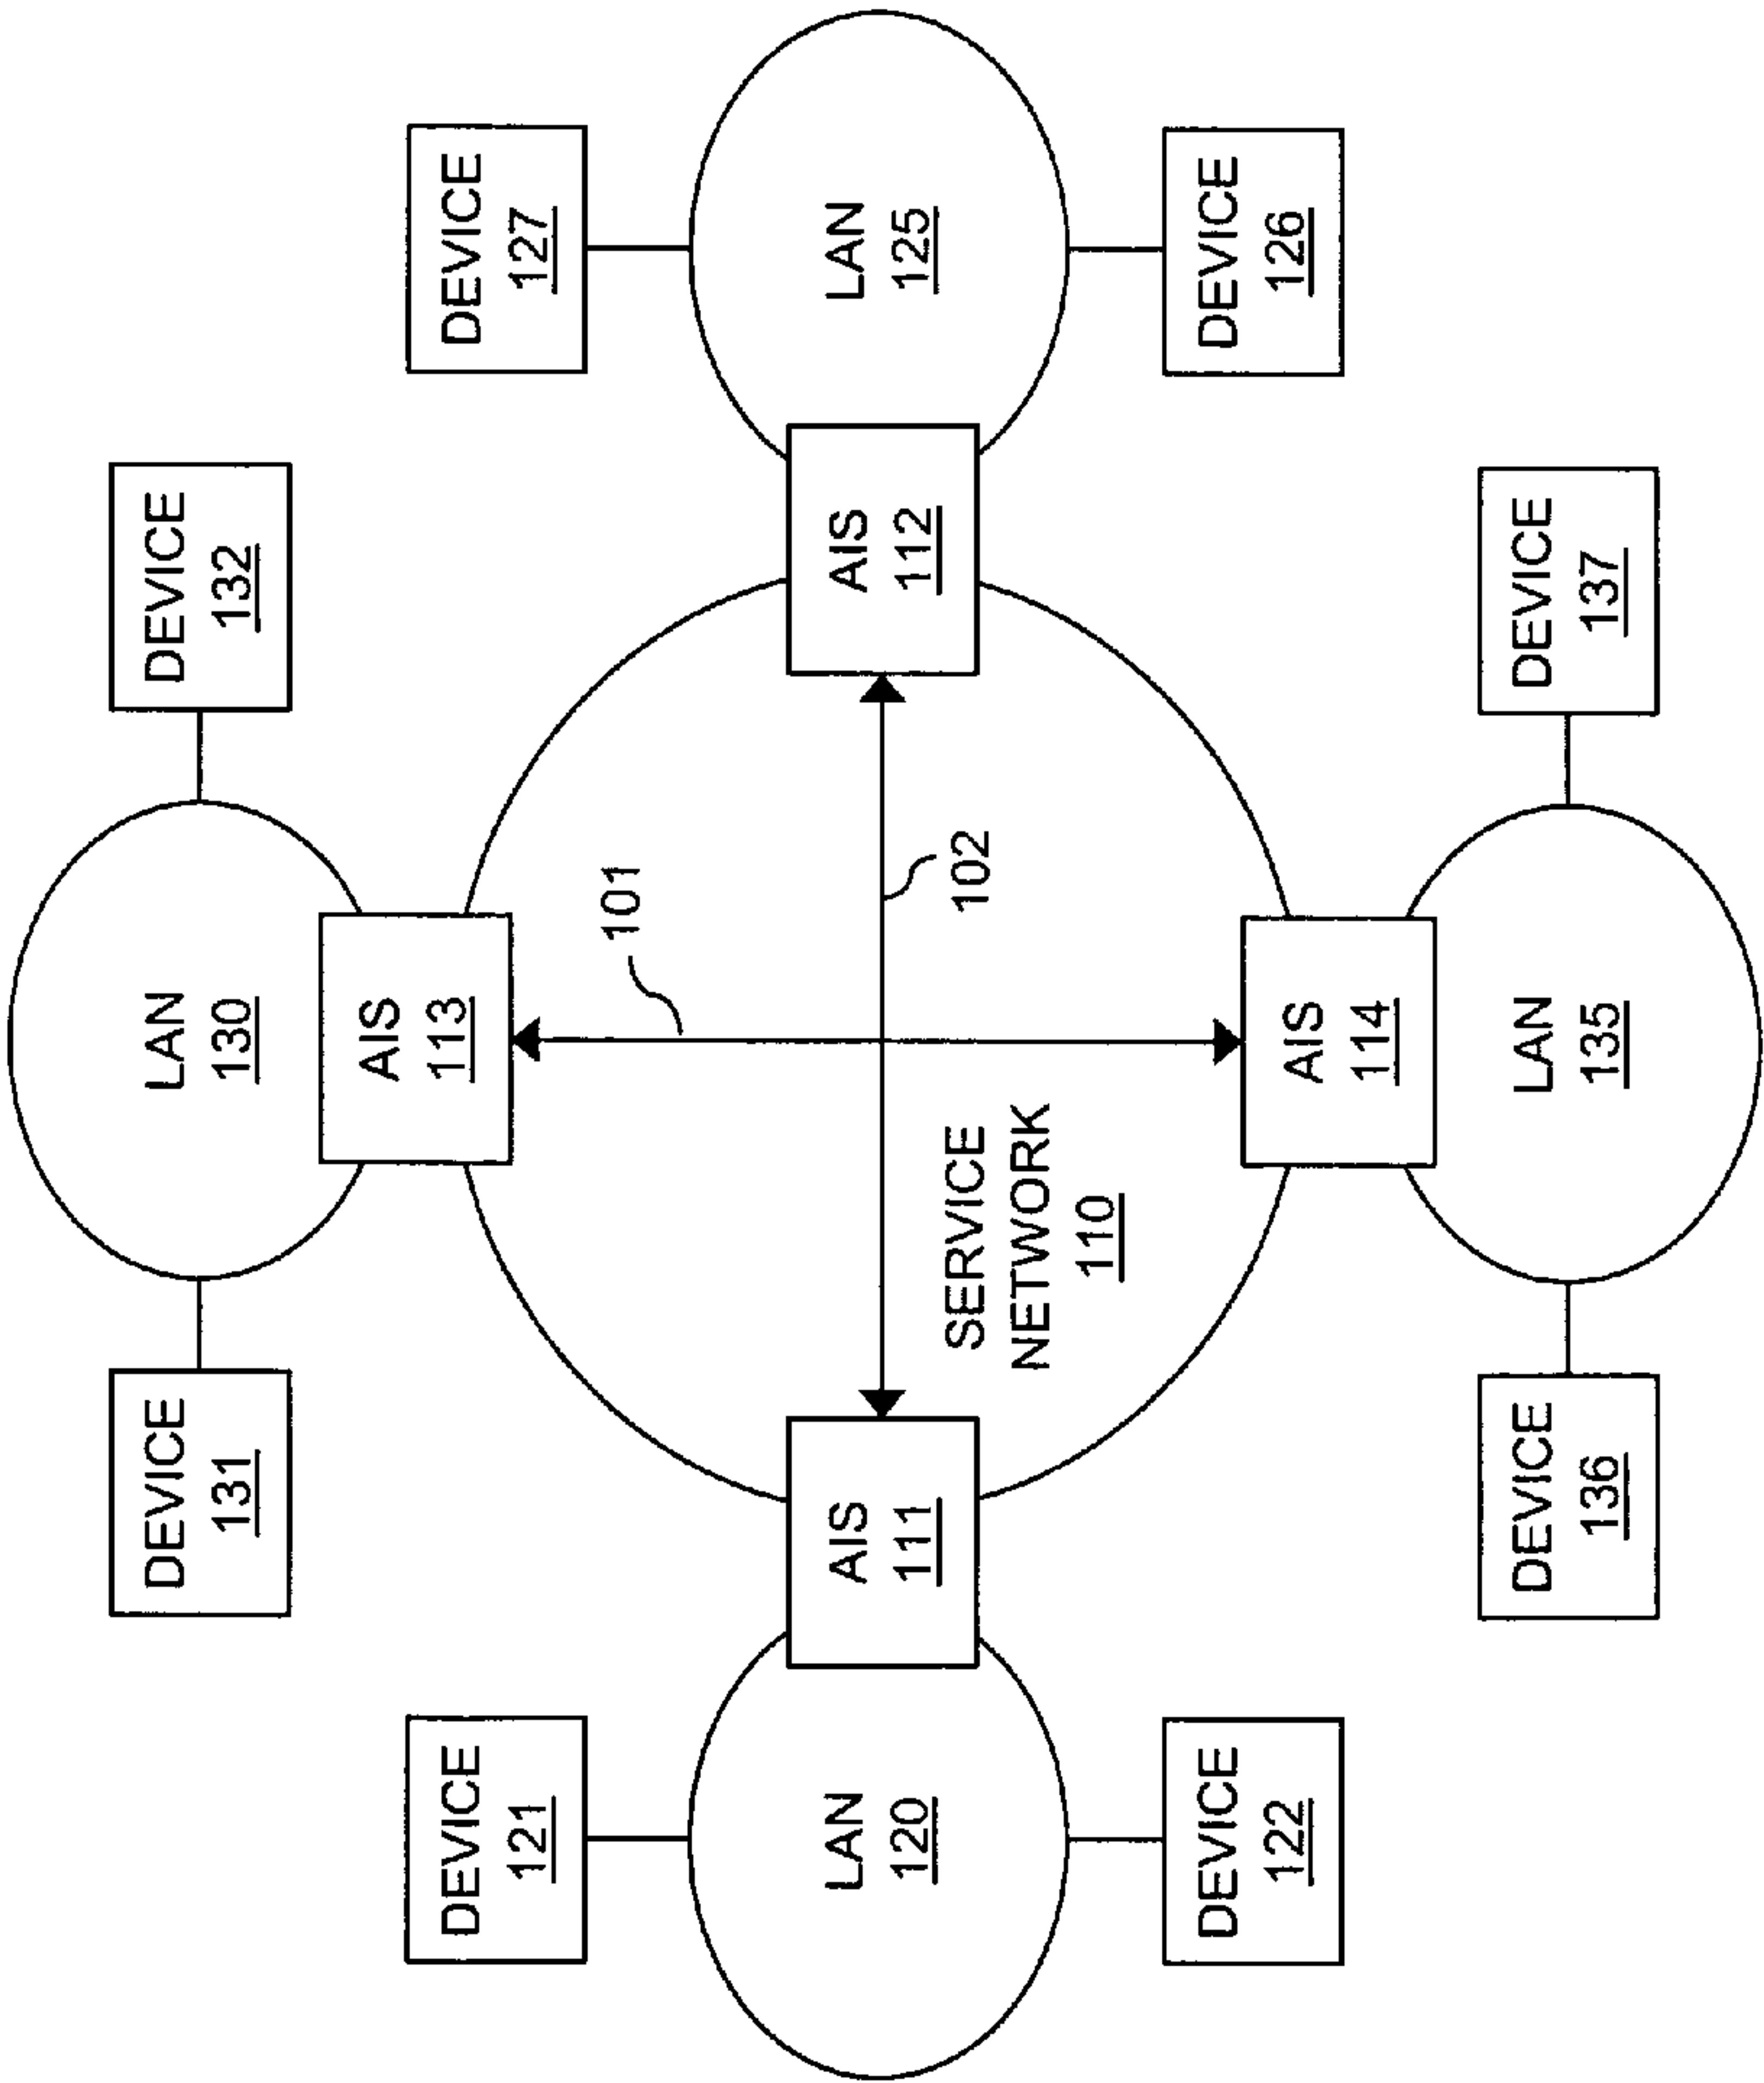 LAN
130
DEVICE
131
DEVICE
132
AIS
113
DEVICE
121
DEVICE
127
101
LAN
120
AIS
111
AIS
112
LAN
125
102
SERVICE
NETWORK
110
DEVICE
122
DEVICE
126
AIS
114
DEVICE
136
LAN
135
DEVICE
137